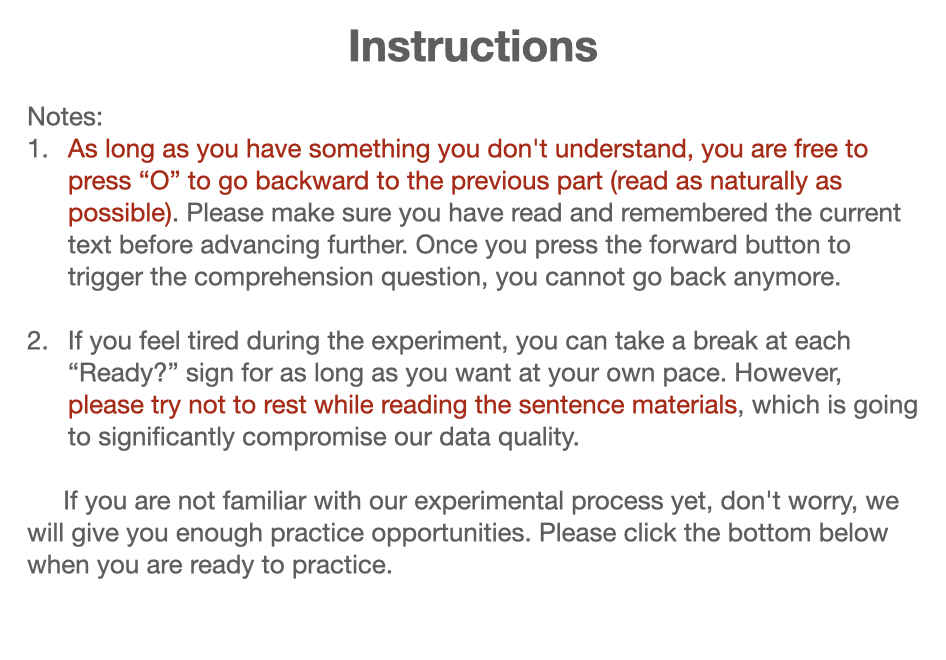 Instructions
Notes:
1. As long as you have something you don't understand, you are free to
press “O” to go backward to the previous part (read as naturally as
possible). Please make sure you have read and remembered the current
text before advancing further. Once you press the forward button to
trigger the comprehension question, you cannot go back anymore.
2. If you feel tired during the experiment, you can take a break at each
“Ready?” sign for as long as you want at your own pace. However,
please try not to rest while reading the sentence materials, which is going
to significantly compromise our data quality.
If you are not familiar with our experimental process yet, don't worry, we
will give you enough practice opportunities. Please click the bottom below
when you are ready to practice.